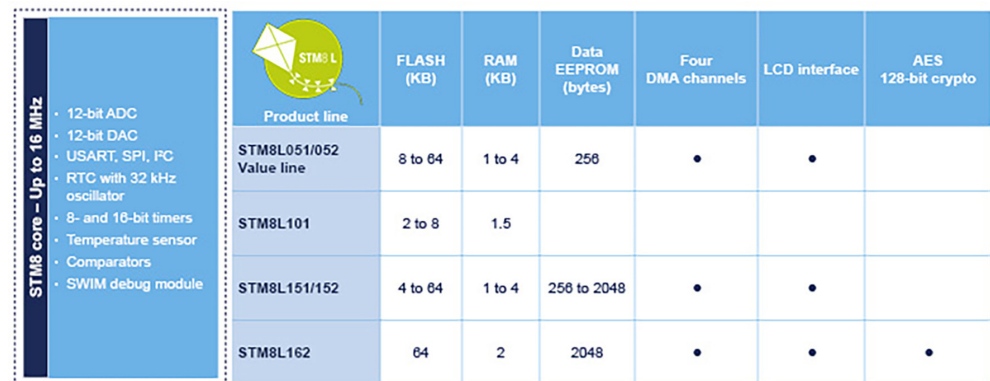 STM8 core – Up to 16 MHz
• 12-bit ADC
• 12-bit DAC
• USART, SPI, I²C
• RTC with 32 kHz
oscillator
• 8- and 16-bit timers
• Temperature sensor
• Comparators
• SWIM debug module
STM8 L
Product line
FLASH
(KB)
RAM
(KB)
Data
EEPROM
(bytes)
Four
DMA channels
LCD interface
AES
128-bit crypto
STM8L051/052
Value line
8 to 64
1 to 4
256
•
•
STM8L101
2 to 8
1.5
STM8L151/152
4 to 64
1 to 4
256 to 2048
•
•
STM8L162
64
2
2048
•
•
•